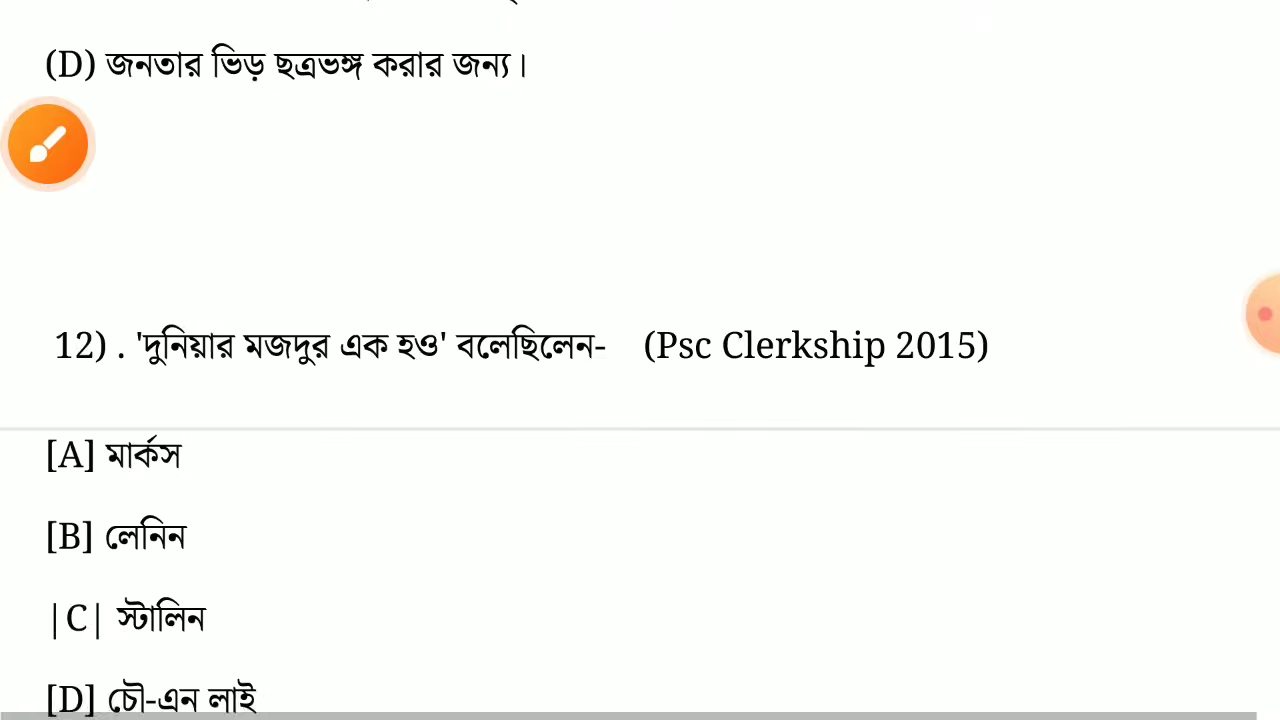 (D) জনতার ভিড় ছত্রভঙ্গ করার জন্য।
12) . 'দুনিয়ার মজদুর এক হও' বলেছিলেন- (Psc Clerkship 2015)
[A] মার্কস
[B] লেনিন
|C| স্টালিন
[D] চৌ-এন লাই